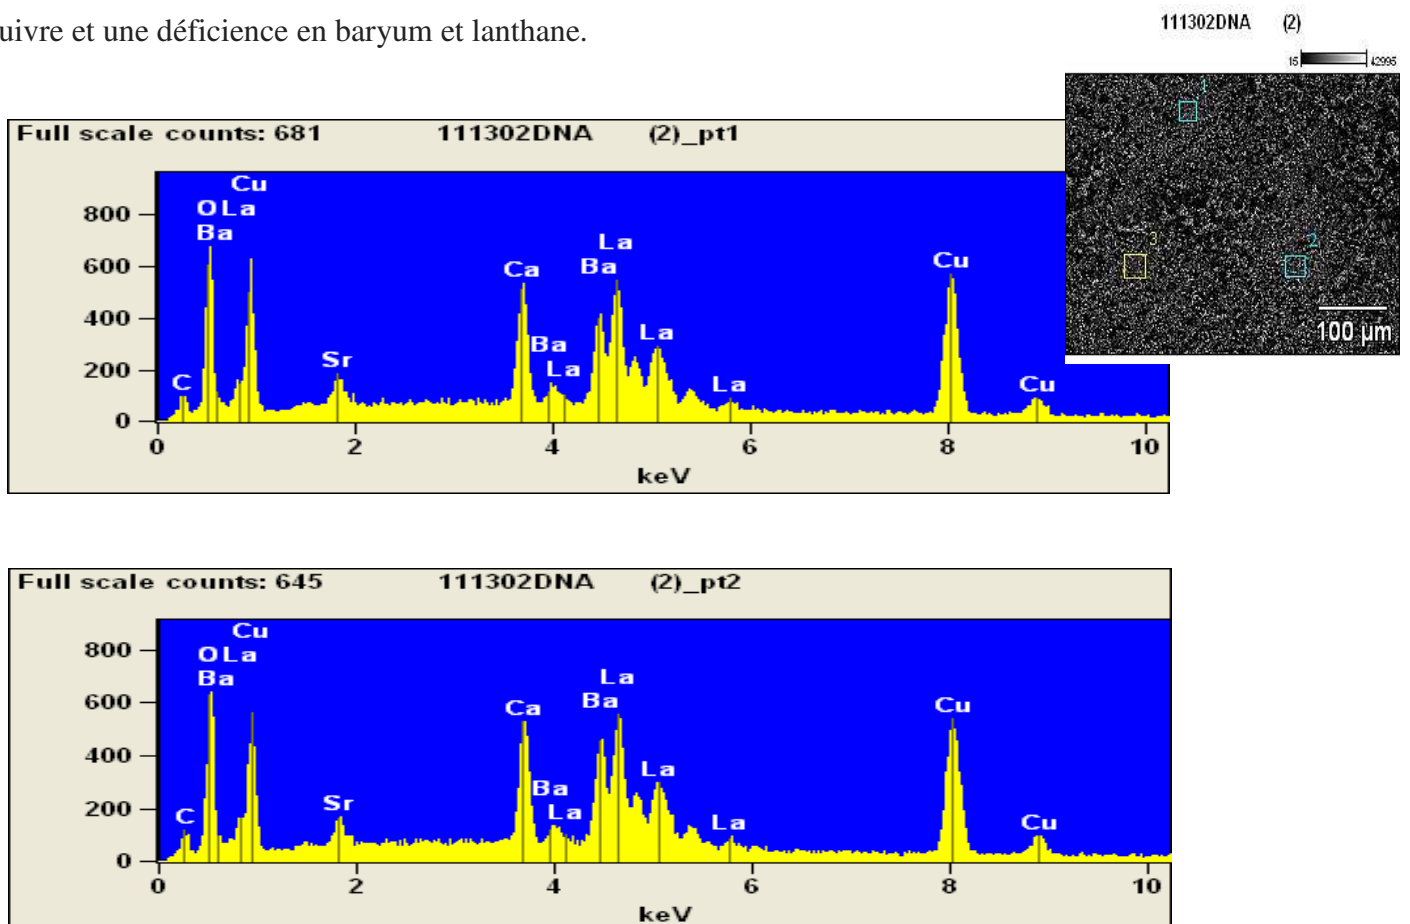 uivre et une déficience en baryum et lanthane.
111302DNA (2)
15 42995
1
3
2
100 µm
Full scale counts: 681 111302DNA (2)_pt1
Cu
O La
Ba
C
Sr
Ca
Ba
La
La
Ba
La
La
Cu
Cu
800
600
400
200
0
0 2 4 6 8 10
keV
Full scale counts: 645 111302DNA (2)_pt2
Cu
O La
Ba
C
Sr
Ca
Ba
La
La
Ba
La
La
Cu
Cu
800
600
400
200
0
0 2 4 6 8 10
keV